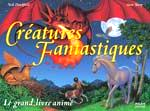 Créatures
Fantastiques
Le grand livre animé